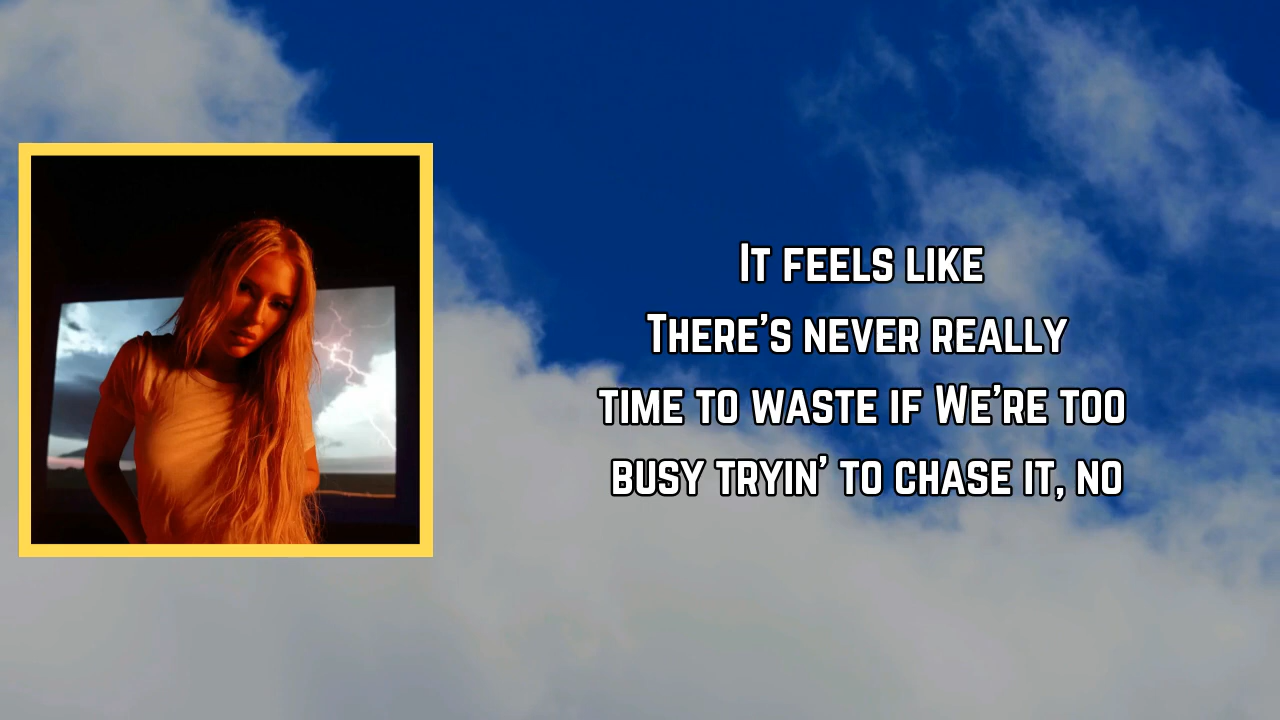 It feels like
There's never really
time to waste if We're too
busy tryin' to chase it, no